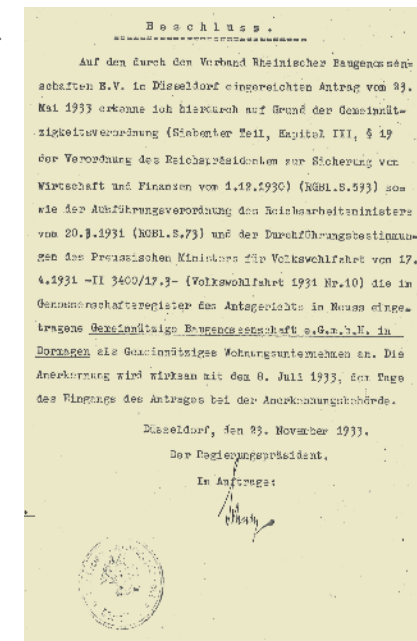 Beschluss.
Auf den durch den Verband Rheinischer Baugenossen-
schaften E.V. in Düsseldorf eingereichten Antrag vom 23.
Mai 1933 erkenne ich hierdurch auf Grund der Gemeinnüt-
zigkeitsverordnung (Siebenter Teil, Kapitel III, § 19
der Verordnung des Reichspräsidenten zur Sicherung von
Wirtschaft und Finanzen vom 1.12.1930) (RGBl.S.593) sow
wie der Ausführungsverordnung des Reichsarbeitsministers
vom 20.3.1931 (RGBl.S.73) und der Durchführungsbestimmun-
gen des Preussischen Ministers für Volkswohlfahrt von 17.
4.1931 -II 3400/17.3- (Volkswohlfahrt 1931 Nr.10) die im
Genossenschaftsregister des Amtsgerichts in Neuss einge-
tragene Gemeinnützige Baugenossenschaft e.G.m.b.H. in
Dormagen als Gemeinnütziges Wohnungsunternehmen an. Die
Anerkennung wird wirksam mit dem 8. Juli 1933, dem Tage
des Eingangs des Antrages bei der Anerkennungsbehörde.
Düsseldorf, den 23. November 1933.
Der Regierungspräsident.
Im Auftrage: